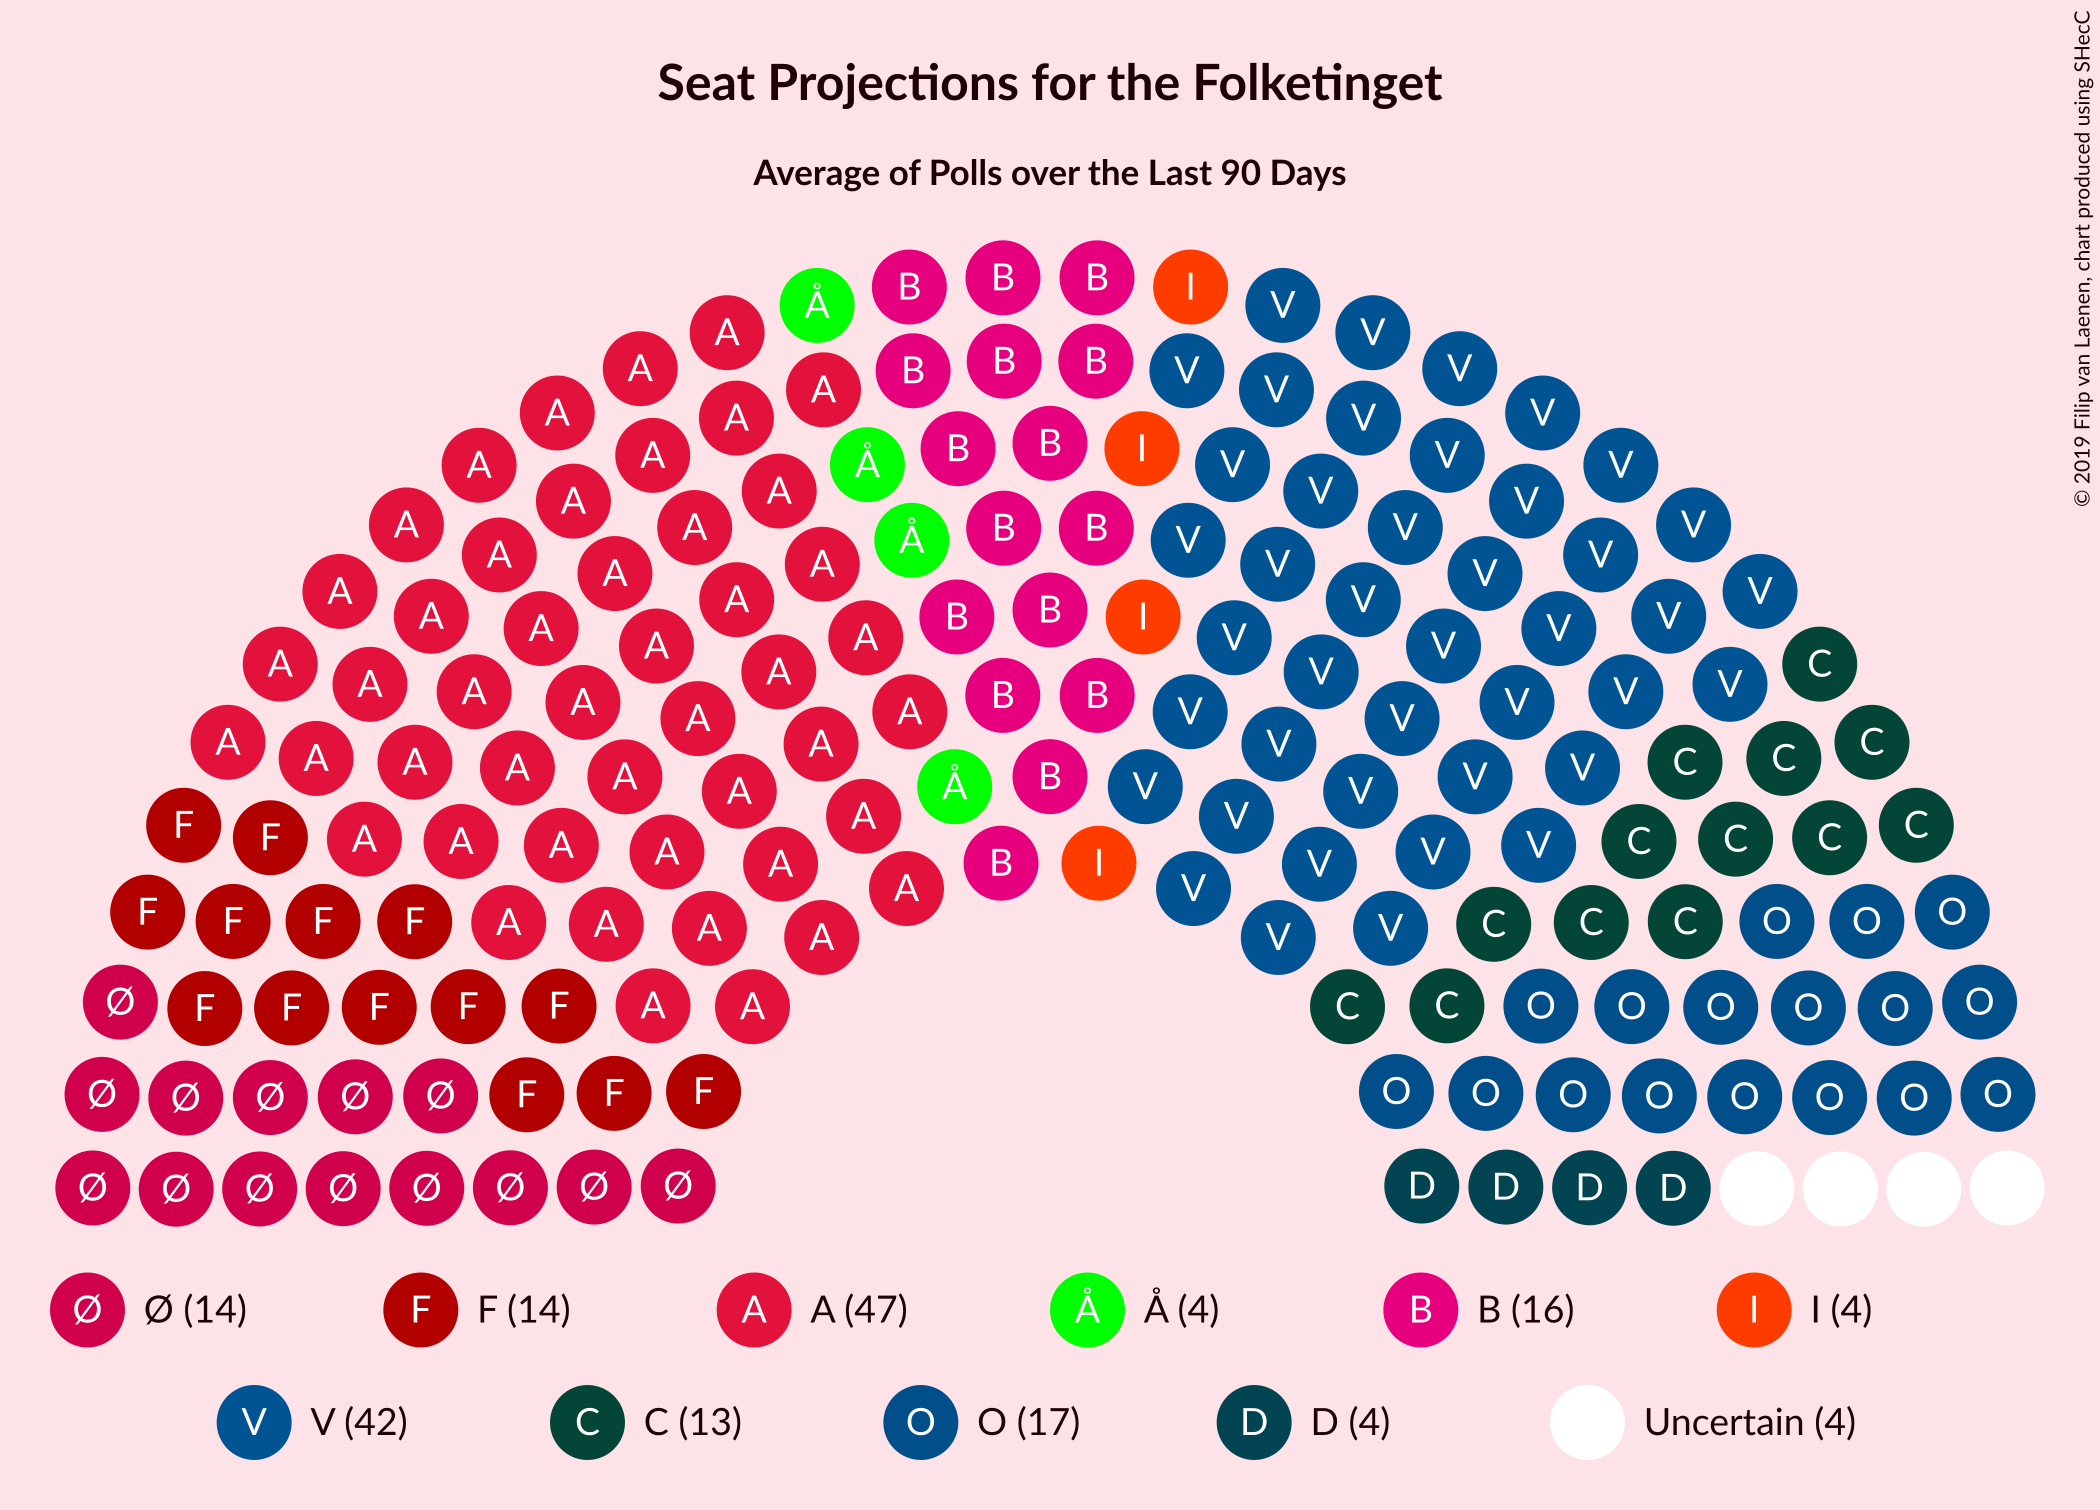 Seat Projections for the Folketinget
Average of Polls over the Last 90 Days
© 2019 Filip van Laenen, chart produced using SHecC
Å B B B I V
A V
A A B B B V V V
A A Å B B I V V V V
A A A A Å B B V V V V V
A A A A A B B I V V V V V
A A A A A A B B V V V V V V
A A A A A A A Å B V V V V V V C
A A A A A A A A B I V V V V V C C C
F F A A A A A A V V V V C C C C
F F F F A A A A V V C C C O O O
Ø F F F F F A A C C O O O O O O
Ø Ø Ø Ø Ø F F F O O O O O O O O
Ø Ø Ø Ø Ø Ø Ø Ø D D D D
Ø Ø (14) F F (14) A A (47) Å Å (4) B B (16) I I (4)
V V (42) C C (13) O O (17) D D (4) Uncertain (4)